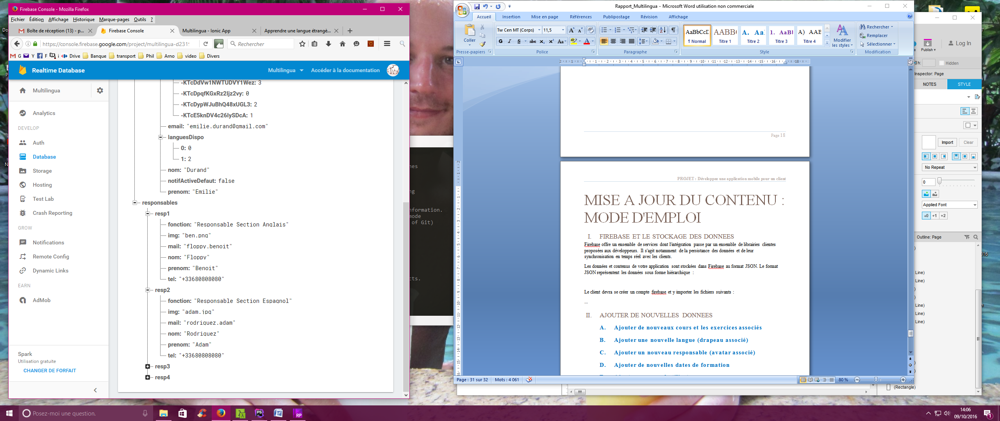 Firebase Console - Mozilla Firefox
Fichier Édition Affichage Historique Marque-pages Outils ?
Boîte de réception (13) - p...
Firebase Console
Multilingua - Ionic App
Apprendre une langue étrangè...
https://console.firebase.google.com/project/multilingua-d2319
Rechercher
G Y F i Drive Banque transport Phil Arno video Divers
Realtime Database
Multilingua
Accéder à la documentation
Multilingua
Analytics
DEVELOP
Auth
Database
Storage
Hosting
Test Lab
Crash Reporting
GROW
Notifications
Remote Config
Dynamic Links
EARN
AdMob
Spark
Utilisation gratuite
CHANGER DE FORFAIT
-KTcDdVw1NWTUDVY1Wez: 3
-KTcDpqfKGxRz2Ijz2vy: 0
-KTcDypWJuBhQ48xUGL3: 2
-KTcE5knDV4c26IySDcA: 1
email: "emilie.durand@gmail.com"
languesDispo
0: 0
1: 2
nom: "Durand"
notifActiveDefaut: false
prenom: "Emilie"
responsables
resp1
fonction: "Responsable Section Anglais"
img: "ben.png"
mail: "floppy.benoit"
nom: "Floppy"
prenom: "Benoit"
tel: "+33680808080"
resp2
fonction: "Responsable Section Espagnol"
img: "adam.jpg"
mail: "rodriguez.adam"
nom: "Rodriguez"
prenom: "Adam"
tel: "+33680808080"
resp3
resp4
nformation.
mode
of Git)
cts.
Rapport_Multilingua - Microsoft Word utilisation non commerciale
Accueil Insertion Mise en page Références Publipostage Révision Affichage
Coller
Presse-papiers
Tw Cen MT (Corps) 11,5
G I S abc x₂ x² Aa
Police
Paragraphe
AaBbCcD AABB( A. Aa 1. AaBl A) AAE
¶ Normal Titre 1 Titre 2 Titre 3 Titre 4
Style
Modifier les styles
Rechercher
Remplacer
Sélectionner
Modification
Page 18
PROJET : Développez une application mobile pour un client
MISE A JOUR DU CONTENU :
MODE D'EMPLOI
I. FIREBASE ET LE STOCKAGE DES DONNEES
Firebase offre un ensemble de services dont l'intégration passe par un ensemble de librairies clientes
proposées aux développeurs. Il s'agit notamment de la persistance des données et de leur
synchronisation en temps réel avec les clients.
Les données et contenus de votre application sont stockées dans Firebase au format JSON. Le format
JSON représentent les données sous forme hiérarchique :
Le client devra se créer un compte firebase et y importer les fichiers suivants :
...
II. AJOUTER DE NOUVELLES DONNEES
A. Ajouter de nouveaux cours et les exercices associés
B. Ajouter une nouvelle langue (drapeau associé)
C. Ajouter un nouveau responsable (avatar associé)
D. Ajouter de nouvelles dates de formation
Page : 31 sur 32
Mots : 4 061
80 %
Publish
Log In
h:
Hidden
Inspector: Page
NOTES
STYLE
Import
Clear
No Repeat
0
Applied Font
+0 +1 +2
Outline: Page
Line)
Line)
Line)
Line)
Line)
(Rectangle)
Posez-moi une question.
PS
RP
14:06
09/10/2016
1